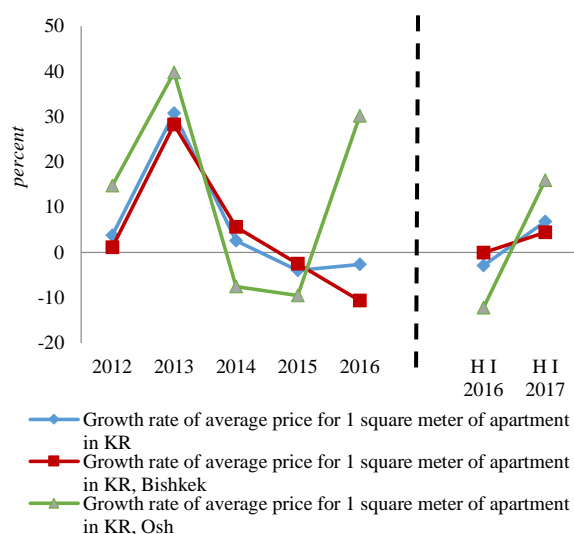 50
40
30
20
10
0
-10
-20
percent
2012 2013 2014 2015 2016 H I 2016 H I 2017
Growth rate of average price for 1 square meter of apartment
in KR
Growth rate of average price for 1 square meter of apartment
in KR, Bishkek
Growth rate of average price for 1 square meter of apartment
in KR, Osh